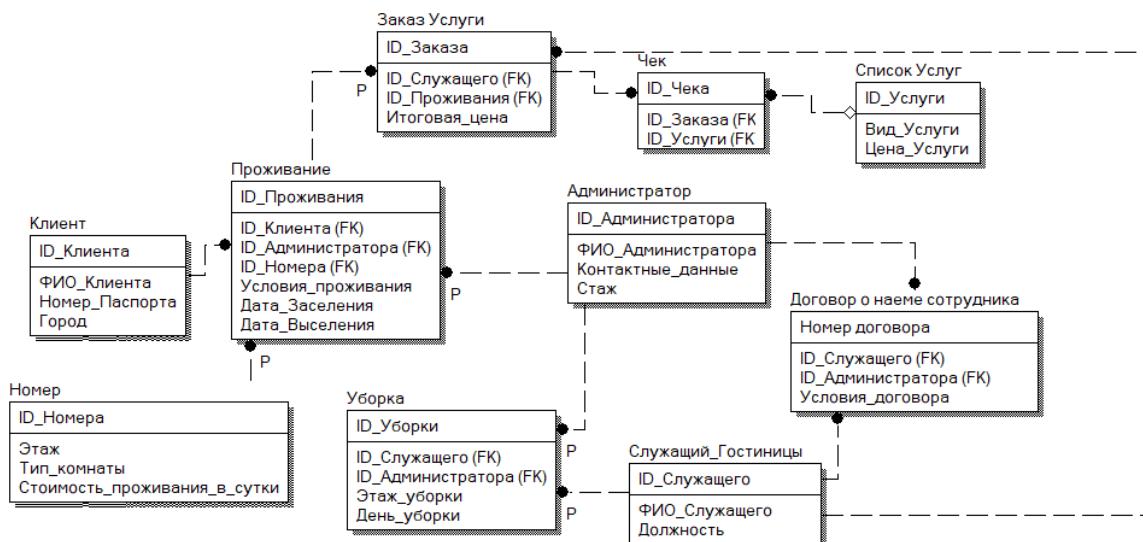 Заказ Услуги
ID_Заказа
ID_Служащего (FK)
ID_Проживания (FK)
Итоговая_цена
P
Чек
ID_Чека
ID_Заказа (FK
ID_Услуги (FK
Список Услуг
ID_Услуги
Вид_Услуги
Цена_Услуги
Проживание
ID_Проживания
ID_Клиента (FK)
ID_Администратора (FK)
ID_Номера (FK)
Условия_проживания
Дата_Заселения
Дата_Выселения
P
P
Клиент
ID_Клиента
ФИО_Клиента
Номер_Паспорта
Город
Администратор
ID_Администратора
ФИО_Администратора
Контактные_данные
Стаж
Договор о наеме сотрудника
Номер договора
ID_Служащего (FK)
ID_Администратора (FK)
Условия_договора
Номер
ID_Номера
Этаж
Тип_комнаты
Стоимость_проживания_в_сутки
Уборка
ID_Уборки
ID_Служащего (FK)
ID_Администратора (FK)
Этаж_уборки
День_уборки
P
P
Служащий_Гостиницы
ID_Служащего
ФИО_Служащего
Должность